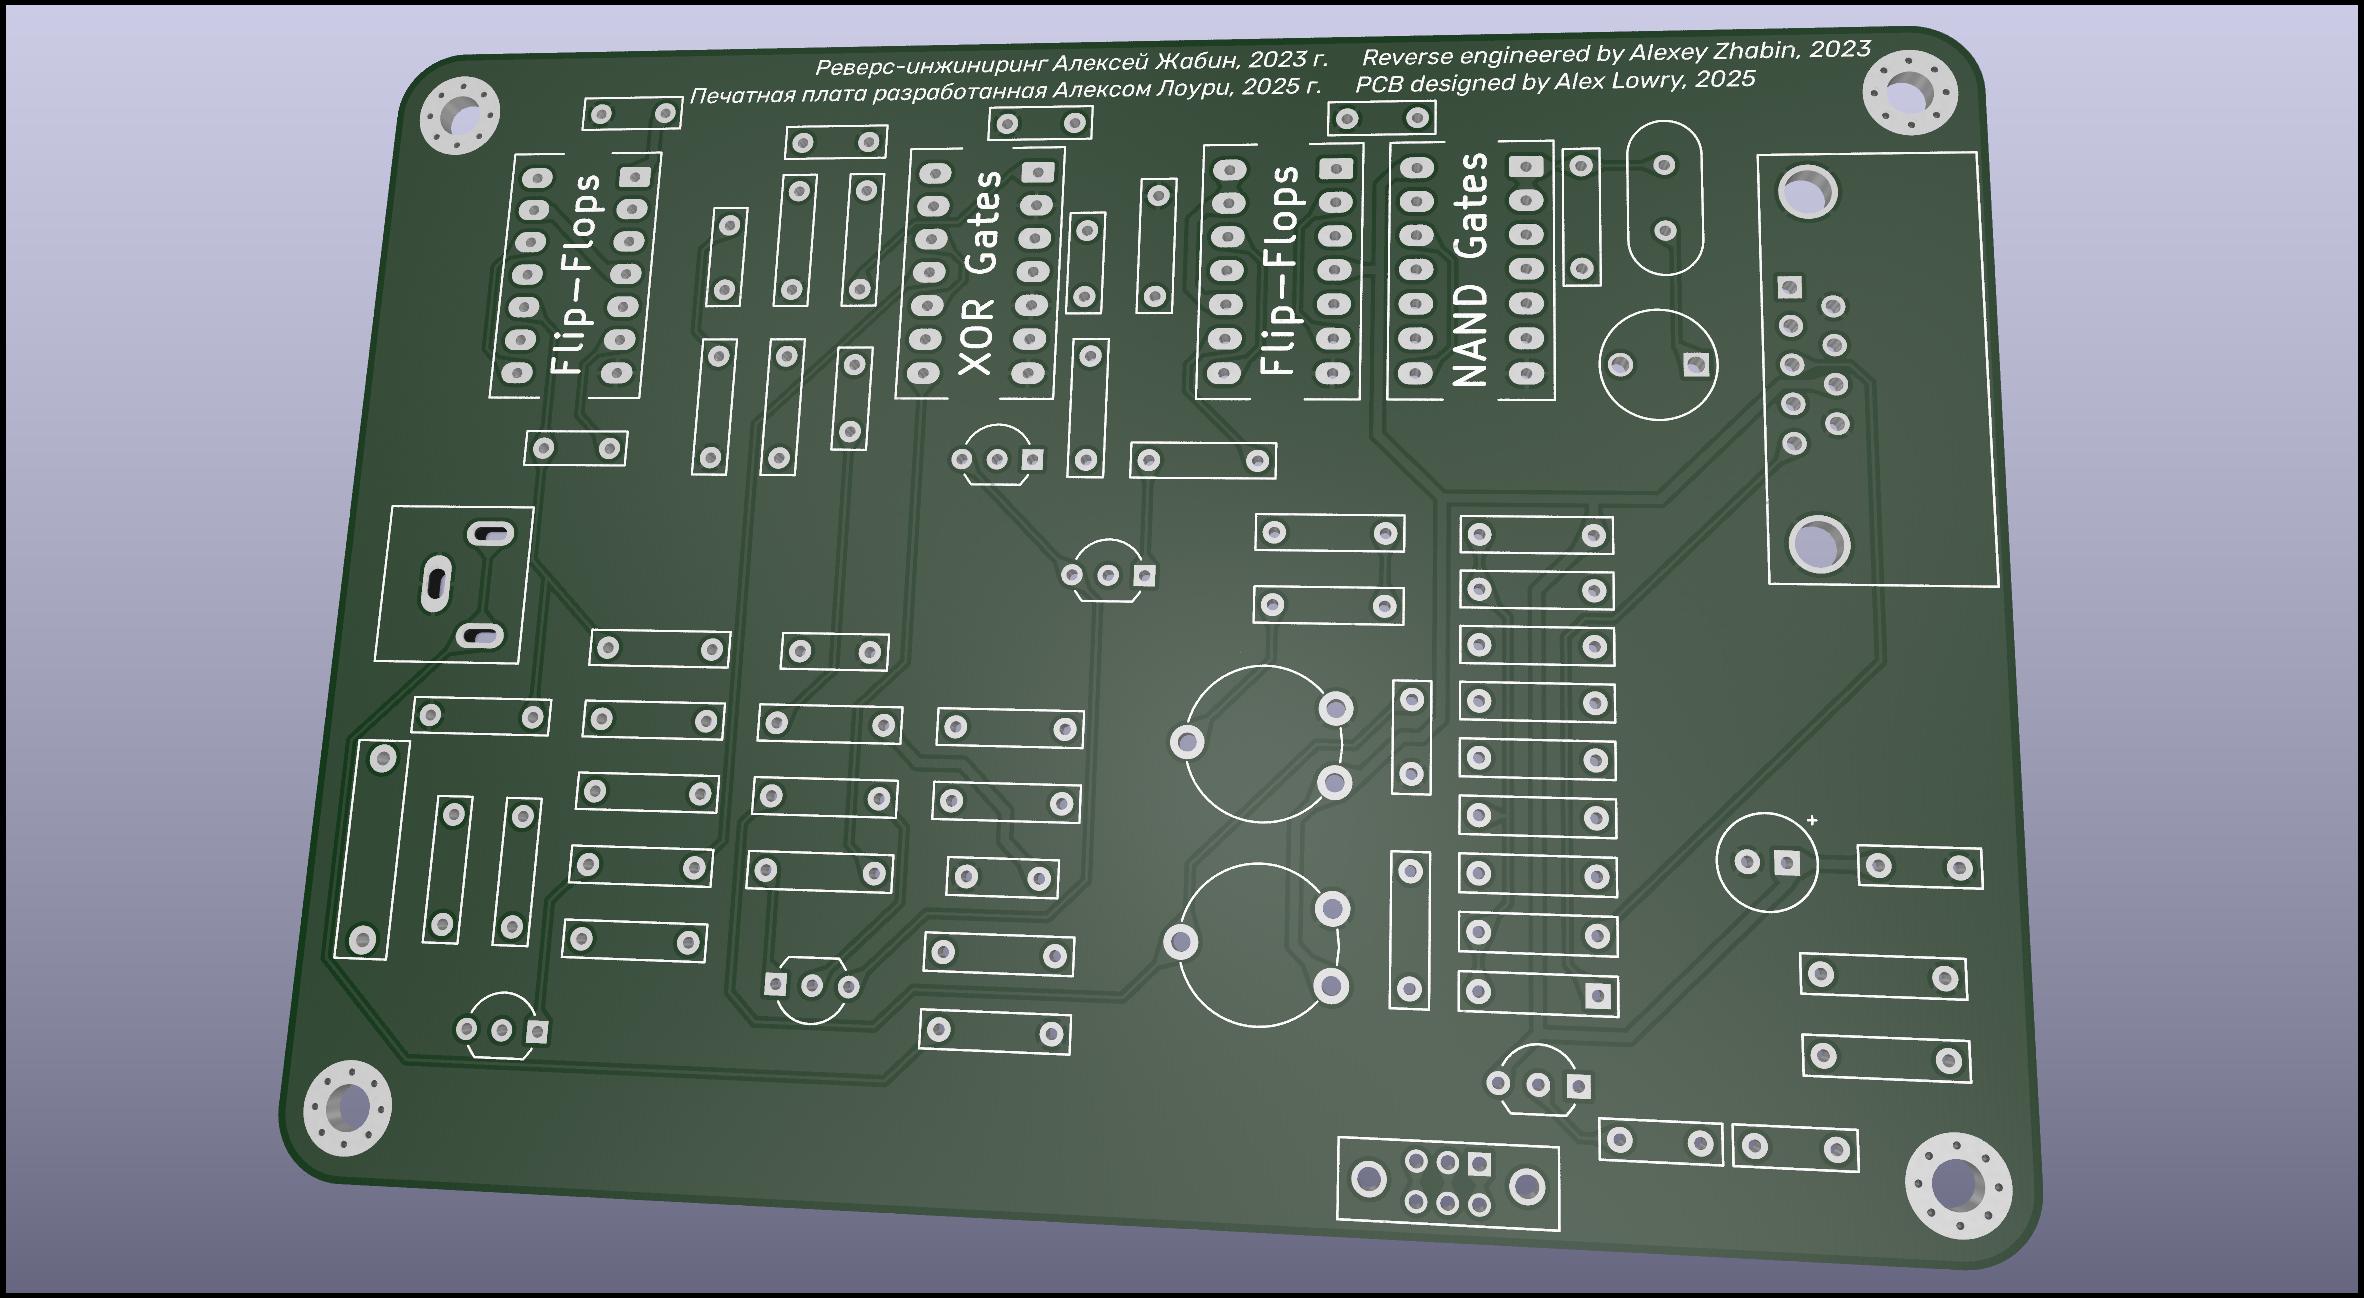 Реверс-инжиниринг Алексей Жабин, 2023 г.
Reverse engineered by Alexey Zhabin, 2023
Печатная плата разработанная Алексом Лоури, 2025 г.
PCB designed by Alex Lowry, 2025
Flip-Flops
XOR Gates
Flip-Flops
NAND Gates
+